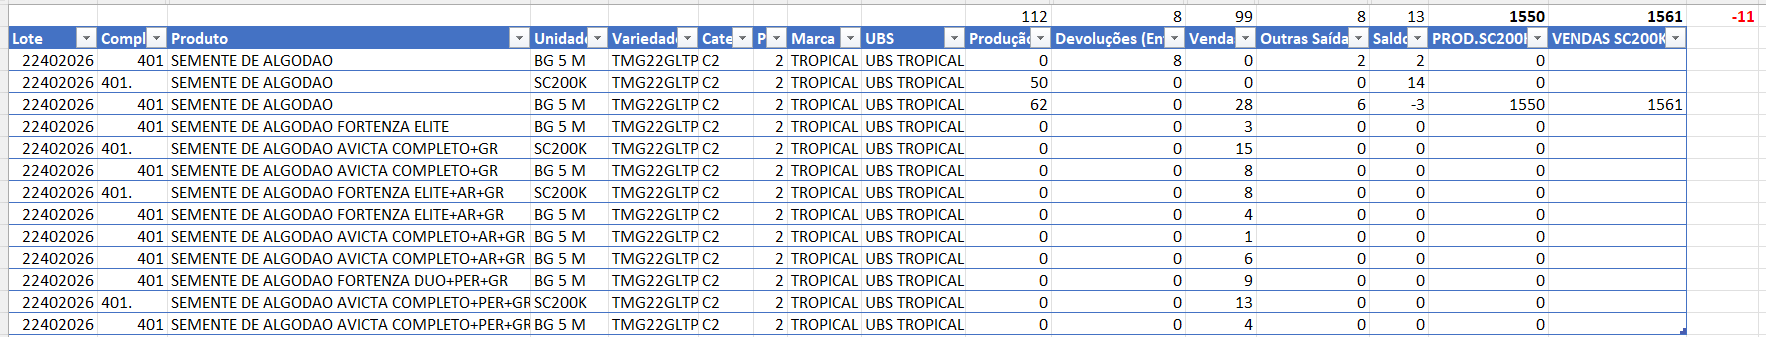 112 8 99 8 13 1550 1561 -11
Lote Compl Produto Unidade Variedad Cate P Marca UBS Produção Devoluções (En Venda Outras Saída Saldo PROD.SC200 VENDAS SC200K
22402026 401 SEMENTE DE ALGODAO BG 5 M TMG22GLTP C2 2 TROPICAL UBS TROPICAL 0 8 0 2 2 0
22402026 401. SEMENTE DE ALGODAO SC200K TMG22GLTP C2 2 TROPICAL UBS TROPICAL 50 0 0 0 14 0
22402026 401 SEMENTE DE ALGODAO BG 5 M TMG22GLTP C2 2 TROPICAL UBS TROPICAL 62 0 28 6 -3 1550 1561
22402026 401 SEMENTE DE ALGODAO FORTENZA ELITE BG 5 M TMG22GLTP C2 2 TROPICAL UBS TROPICAL 0 0 3 0 0 0
22402026 401. SEMENTE DE ALGODAO AVICTA COMPLETO+GR SC200K TMG22GLTP C2 2 TROPICAL UBS TROPICAL 0 0 15 0 0 0
22402026 401 SEMENTE DE ALGODAO AVICTA COMPLETO+GR BG 5 M TMG22GLTP C2 2 TROPICAL UBS TROPICAL 0 0 8 0 0 0
22402026 401. SEMENTE DE ALGODAO FORTENZA ELITE+AR+GR SC200K TMG22GLTP C2 2 TROPICAL UBS TROPICAL 0 0 8 0 0 0
22402026 401 SEMENTE DE ALGODAO FORTENZA ELITE+AR+GR BG 5 M TMG22GLTP C2 2 TROPICAL UBS TROPICAL 0 0 4 0 0 0
22402026 401 SEMENTE DE ALGODAO AVICTA COMPLETO+AR+GR BG 5 M TMG22GLTP C2 2 TROPICAL UBS TROPICAL 0 0 1 0 0 0
22402026 401 SEMENTE DE ALGODAO AVICTA COMPLETO+AR+GR BG 5 M TMG22GLTP C2 2 TROPICAL UBS TROPICAL 0 0 6 0 0 0
22402026 401 SEMENTE DE ALGODAO FORTENZA DUO+PER+GR BG 5 M TMG22GLTP C2 2 TROPICAL UBS TROPICAL 0 0 9 0 0 0
22402026 401. SEMENTE DE ALGODAO AVICTA COMPLETO+PER+GR SC200K TMG22GLTP C2 2 TROPICAL UBS TROPICAL 0 0 13 0 0 0
22402026 401 SEMENTE DE ALGODAO AVICTA COMPLETO+PER+GR BG 5 M TMG22GLTP C2 2 TROPICAL UBS TROPICAL 0 0 4 0 0 0